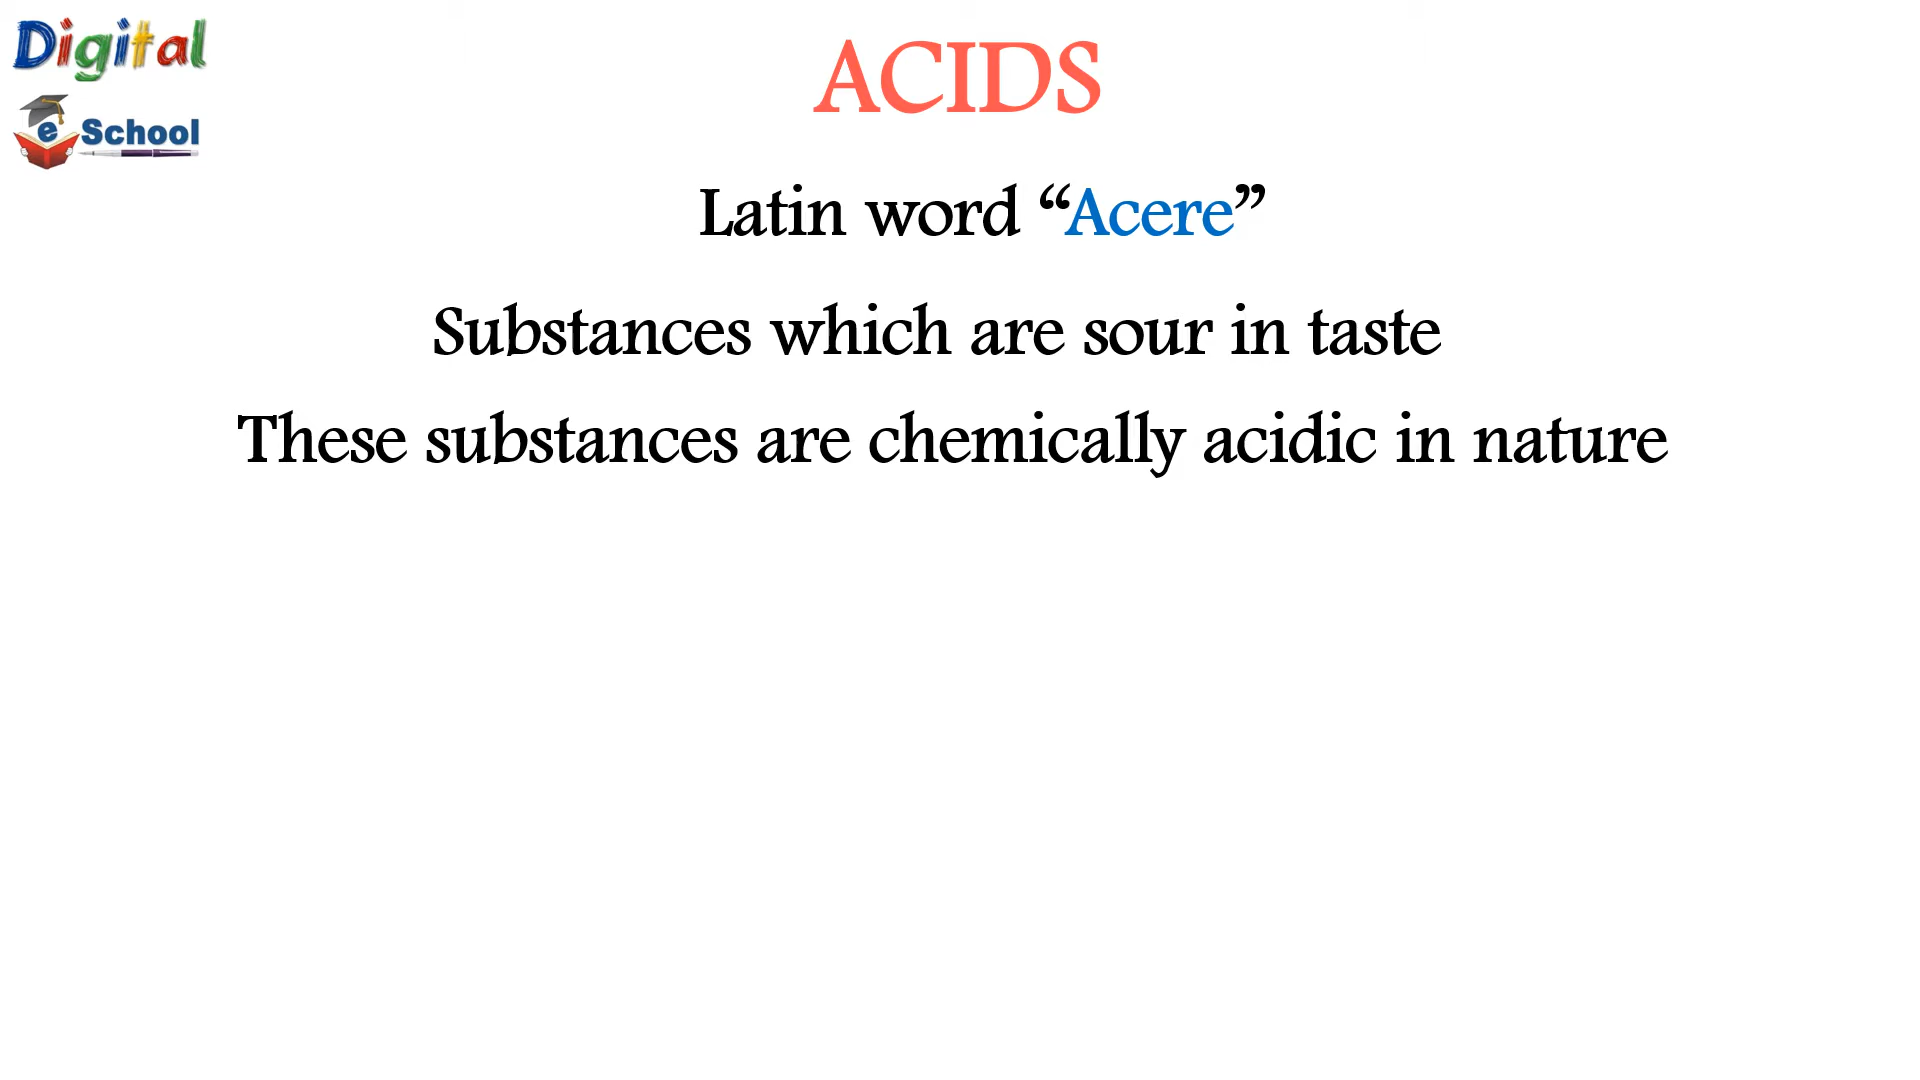 Digital
e School
ACIDS
Latin word “Acere”
Substances which are sour in taste
These substances are chemically acidic in nature